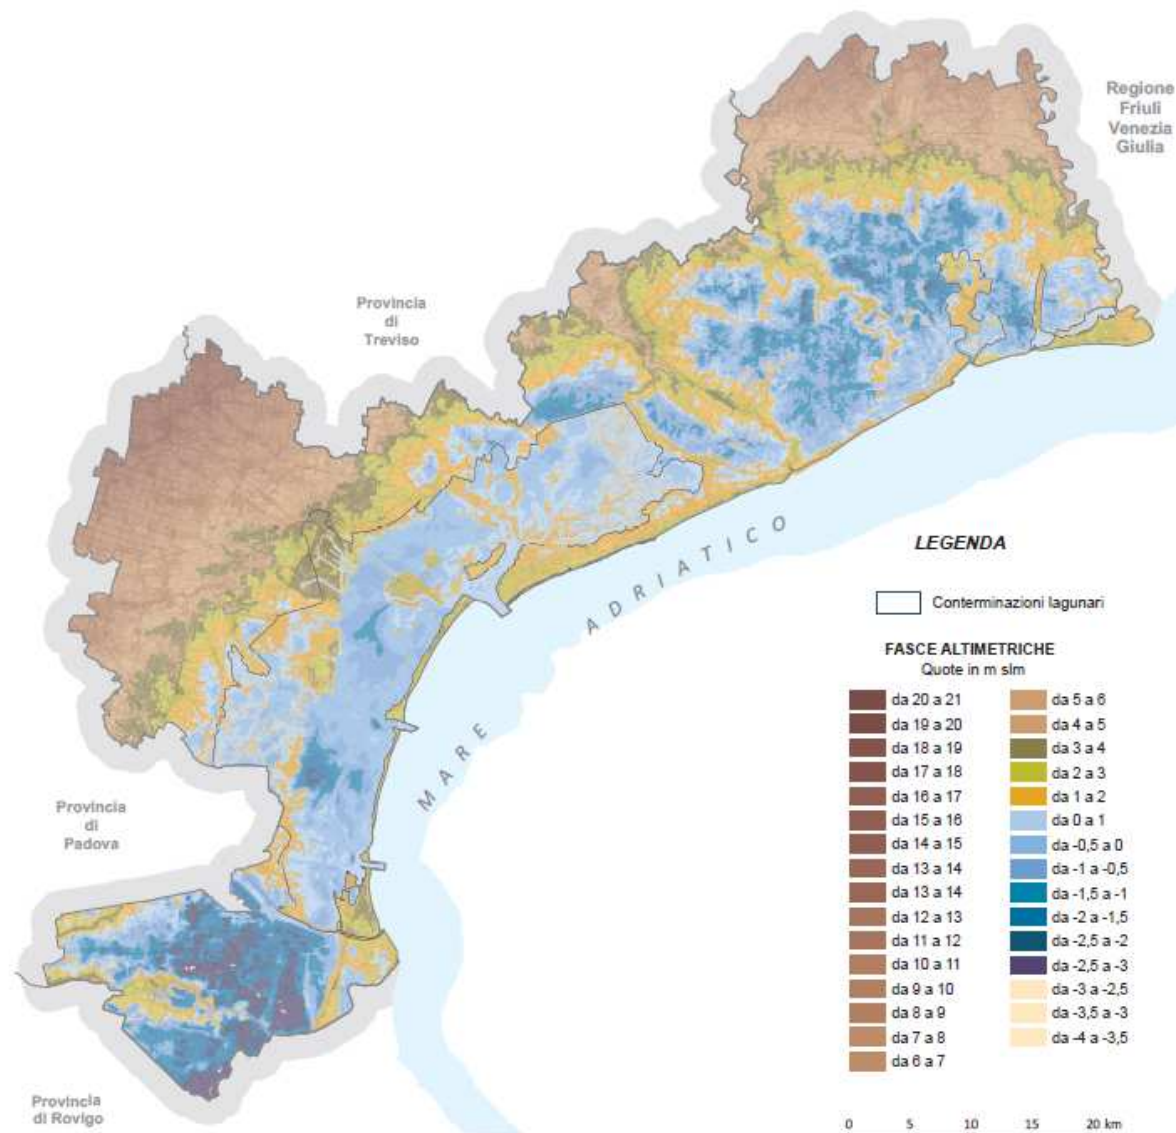 Regione
Friuli
Venezia
Giulia
Provincia
di
Treviso
MARE ADRIATICO
Provincia
di
Padova
Provincia
di Rovigo
LEGENDA
Conterminazioni lagunari
FASCE ALTIMETRICHE
Quote in m slm
da 20 a 21
da 19 a 20
da 18 a 19
da 17 a 18
da 16 a 17
da 15 a 16
da 14 a 15
da 13 a 14
da 13 a 14
da 12 a 13
da 11 a 12
da 10 a 11
da 9 a 10
da 8 a 9
da 7 a 8
da 6 a 7
da 5 a 6
da 4 a 5
da 3 a 4
da 2 a 3
da 1 a 2
da 0 a 1
da -0,5 a 0
da -1 a -0,5
da -1,5 a -1
da -2 a -1,5
da -2,5 a -2
da -2,5 a -3
da -3 a -2,5
da -3,5 a -3
da -4 a -3,5
0 5 10 15 20 km